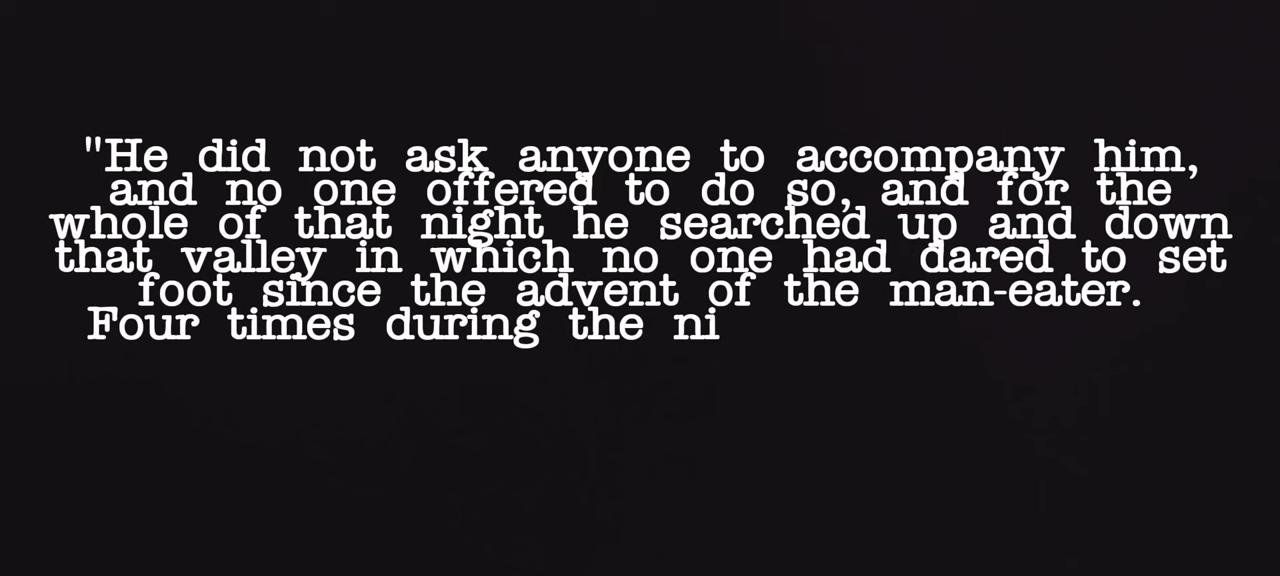 "He did not ask anyone to accompany him,
and no one offered to do so, and for the
whole of that night he searched up and down
that valley in which no one had dared to set
foot since the advent of the man-eater.
Four times during the ni